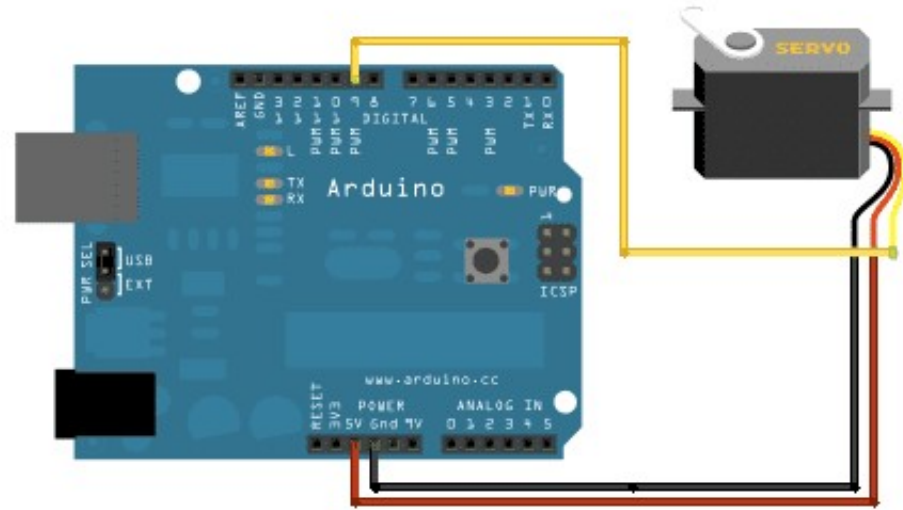 SERVO
AREF
GND
13
12
11
10
9
8
7
6
5
4
3
2
1
0
PWM
PWM
PWM
DIGITAL
PWM
PWM
PWM
TX
RX
L
TX
RX
Arduino
PWR
1
ICSP
PWR SEL
USB
EXT
www.arduino.cc
POWER
ANALOG IN
RESET
3V3
5V Gnd 9V
0 1 2 3 4 5